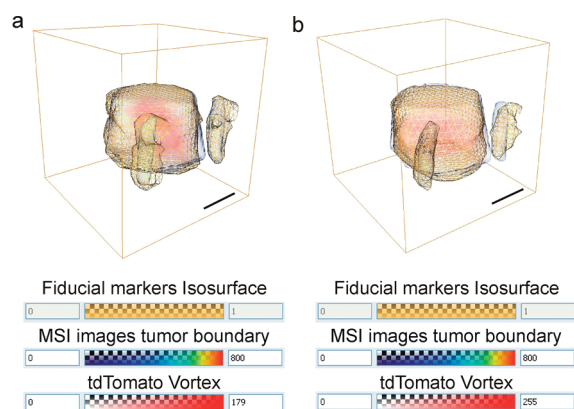 a
b
Fiducial markers Isosurface
0 1
MSI images tumor boundary
0 800
tdTomato Vortex
0 179
Fiducial markers Isosurface
0 1
MSI images tumor boundary
0 800
tdTomato Vortex
0 255